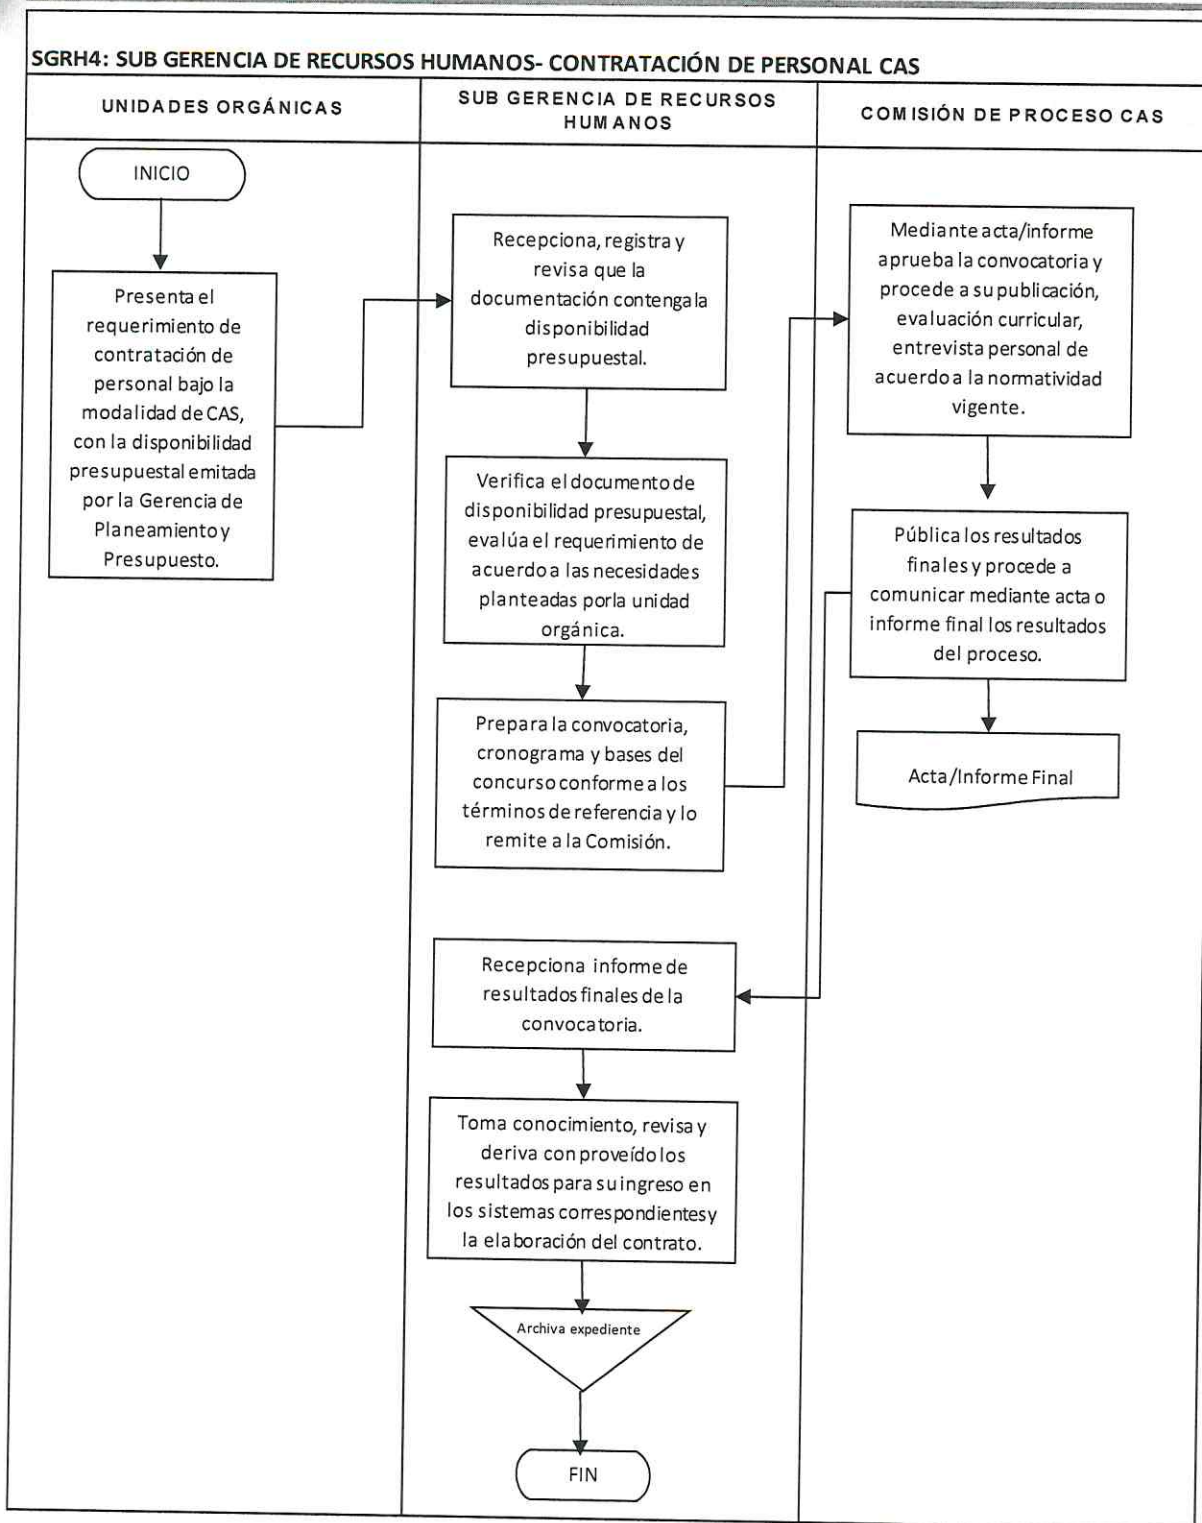 SGRH4: SUB GERENCIA DE RECURSOS HUMANOS- CONTRATACIÓN DE PERSONAL CAS
UNIDADES ORGÁNICAS
SUB GERENCIA DE RECURSOS
HUMANOS
COMISIÓN DE PROCESO CAS
INICIO
Presenta el
requerimiento de
contratación de
personal bajo la
modalidad de CAS,
con la disponibilidad
presupuestal emitada
por la Gerencia de
Planeamiento y
Presupuesto.
Recepciona, registra y
revisa que la
documentación contenga la
disponibilidad
presupuestal.
Verifica el documento de
disponibilidad presupuestal,
evalúa el requerimiento de
acuerdo a las necesidades
planteadas por la unidad
orgánica.
Prepara la convocatoria,
cronograma y bases del
concurso conforme a los
términos de referencia y lo
remite a la Comisión.
Mediante acta/informe
aprueba la convocatoria y
procede a su publicación,
evaluación curricular,
entrevista personal de
acuerdo a la normatividad
vigente.
Pública los resultados
finales y procede a
comunicar mediante acta o
informe final los resultados
del proceso.
Acta/Informe Final
Recepciona informe de
resultados finales de la
convocatoria.
Toma conocimiento, revisa y
deriva con proveído los
resultados para su ingreso en
los sistemas correspondientes y
la elaboración del contrato.
Archiva expediente
FIN